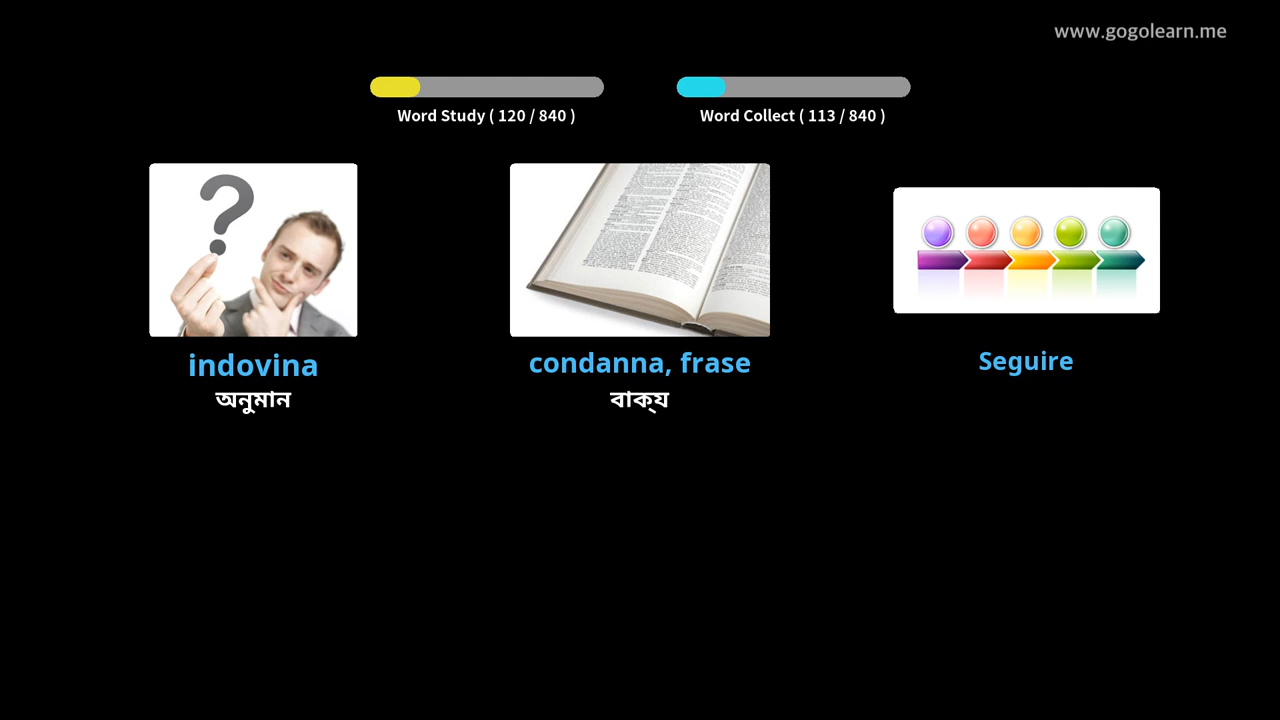 www.gogolearn.me
Word Study ( 120 / 840 )
Word Collect ( 113 / 840 )
indovina
অনুমান
condanna, frase
বাক্য
Seguire